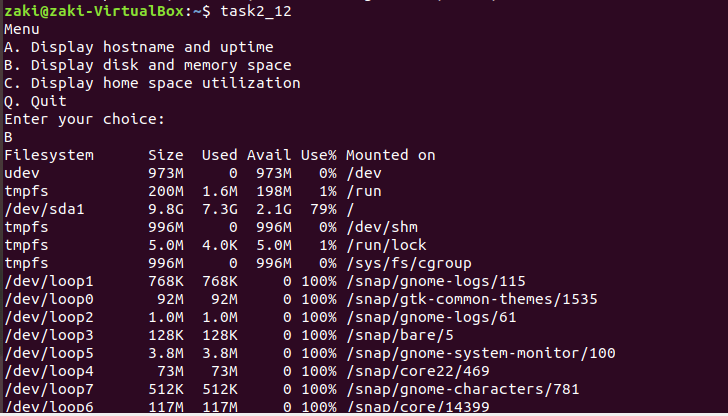 zaki@zaki-VirtualBox:~$ task2_12
Menu
A. Display hostname and uptime
B. Display disk and memory space
C. Display home space utilization
Q. Quit
Enter your choice:
B
Filesystem      Size  Used Avail Use% Mounted on
udev            973M     0  973M   0% /dev
tmpfs           200M  1.6M  198M   1% /run
/dev/sda1       9.8G  7.3G  2.1G  79% /
tmpfs           996M     0  996M   0% /dev/shm
tmpfs           5.0M  4.0K  5.0M   1% /run/lock
tmpfs           996M     0  996M   0% /sys/fs/cgroup
/dev/loop1      768K  768K     0 100% /snap/gnome-logs/115
/dev/loop0       92M   92M     0 100% /snap/gtk-common-themes/1535
/dev/loop2      1.0M  1.0M     0 100% /snap/gnome-logs/61
/dev/loop3      128K  128K     0 100% /snap/bare/5
/dev/loop5      3.8M  3.8M     0 100% /snap/gnome-system-monitor/100
/dev/loop4       73M   73M     0 100% /snap/core22/469
/dev/loop7      512K  512K     0 100% /snap/gnome-characters/781
/dev/loop6      117M  117M     0 100% /snap/core/14399